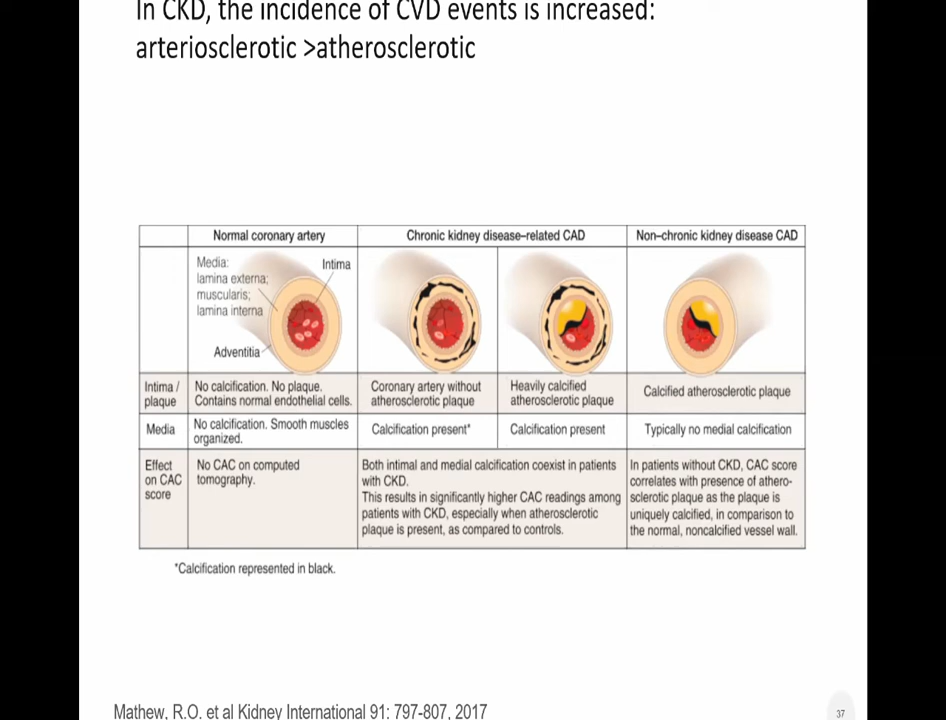 In CKD, the incidence of CVD events is increased:
arteriosclerotic >atherosclerotic
Normal coronary artery
Chronic kidney disease–related CAD
Non–chronic kidney disease CAD
Media:
lamina externa;
muscularis;
lamina interna
Intima
Adventitia
Intima /
plaque
No calcification. No plaque.
Contains normal endothelial cells.
Coronary artery without
atherosclerotic plaque
Heavily calcified
atherosclerotic plaque
Calcified atherosclerotic plaque
Media
No calcification. Smooth muscles
organized.
Calcification present*
Calcification present
Typically no medial calcification
Effect
on CAC
score
No CAC on computed
tomography.
Both intimal and medial calcification coexist in patients
with CKD.
This results in significantly higher CAC readings among
patients with CKD, especially when atherosclerotic
plaque is present, as compared to controls.
In patients without CKD, CAC score
correlates with presence of athero-
sclerotic plaque as the plaque is
uniquely calcified, in comparison to
the normal, noncalcified vessel wall.
*Calcification represented in black.
Mathew, R.O. et al Kidney International 91: 797-807, 2017
37